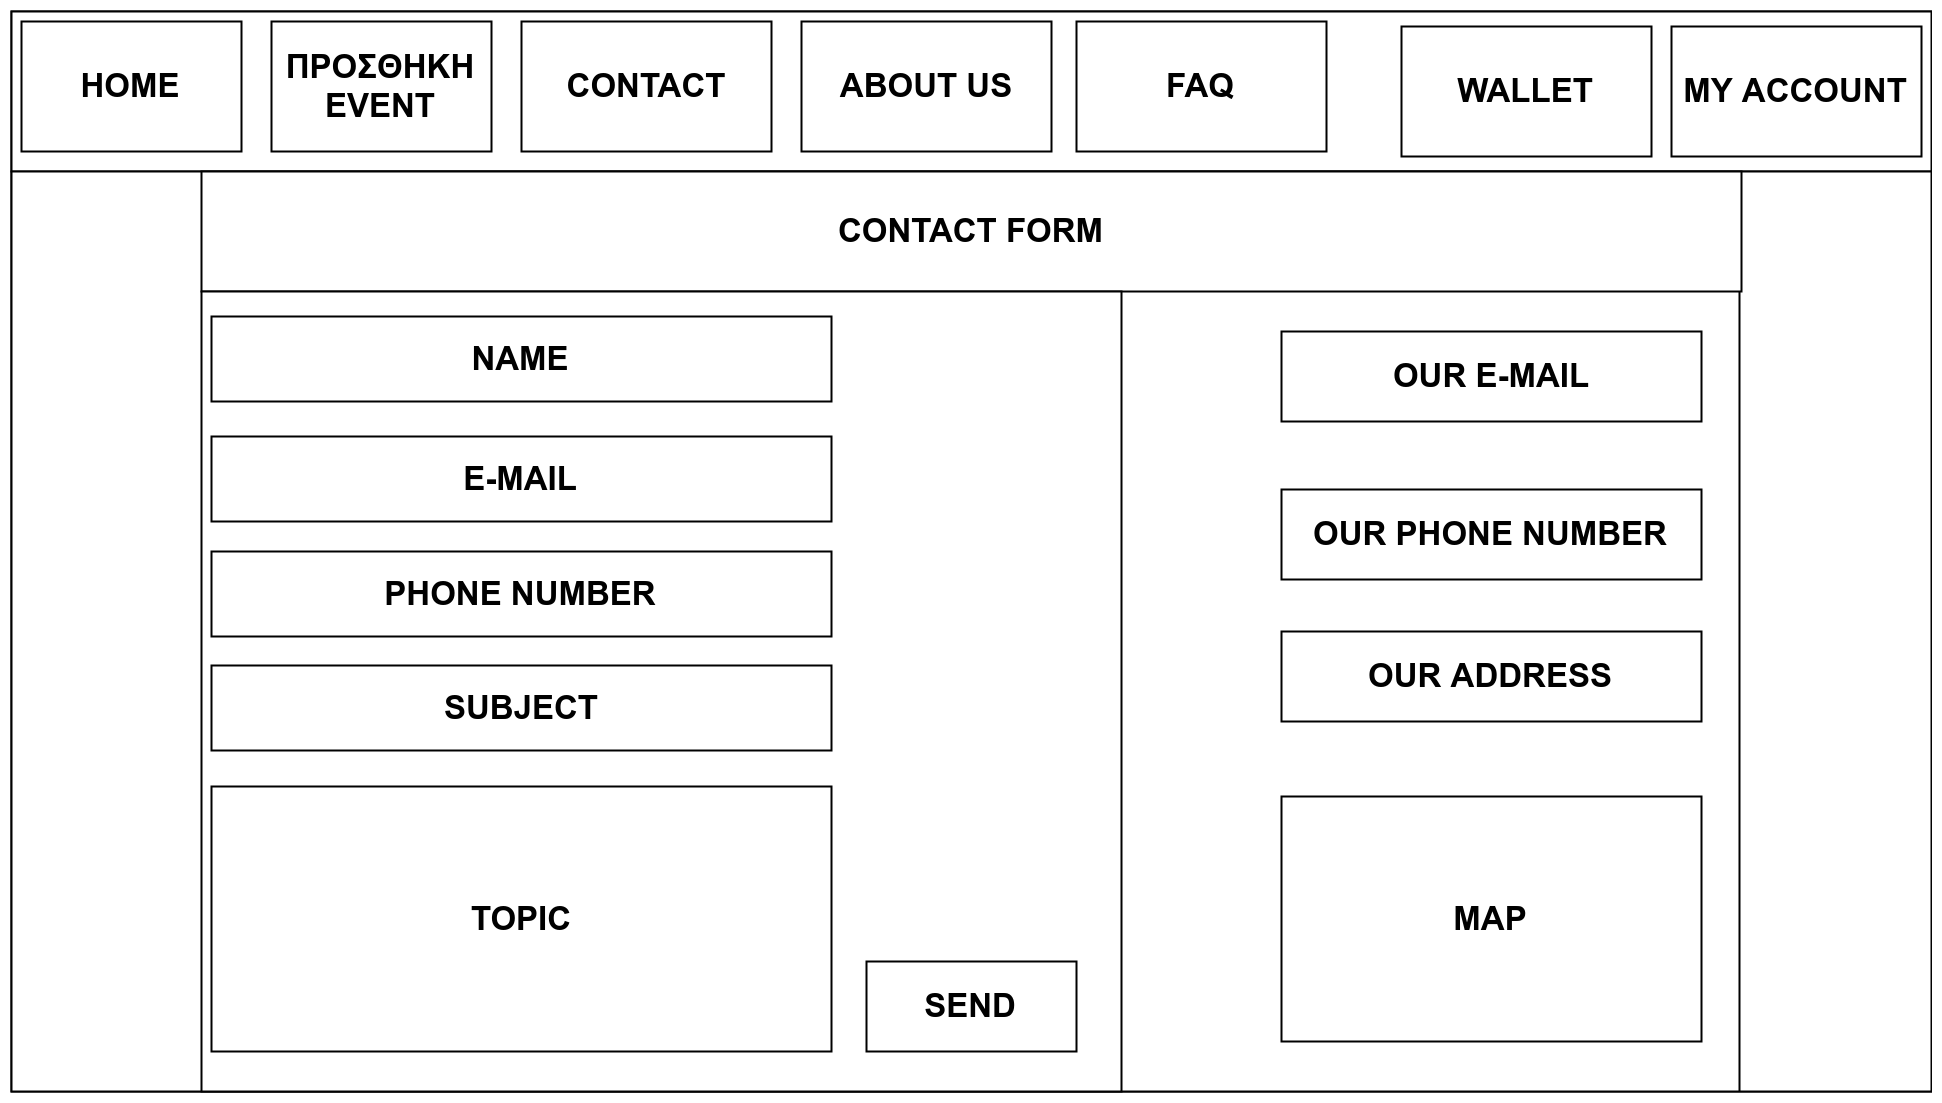 HOME
ΠΡΟΣΘΗΚΗ
EVENT
CONTACT
ABOUT US
FAQ
WALLET
MY ACCOUNT
CONTACT FORM
NAME
E-MAIL
PHONE NUMBER
SUBJECT
TOPIC
SEND
OUR E-MAIL
OUR PHONE NUMBER
OUR ADDRESS
MAP